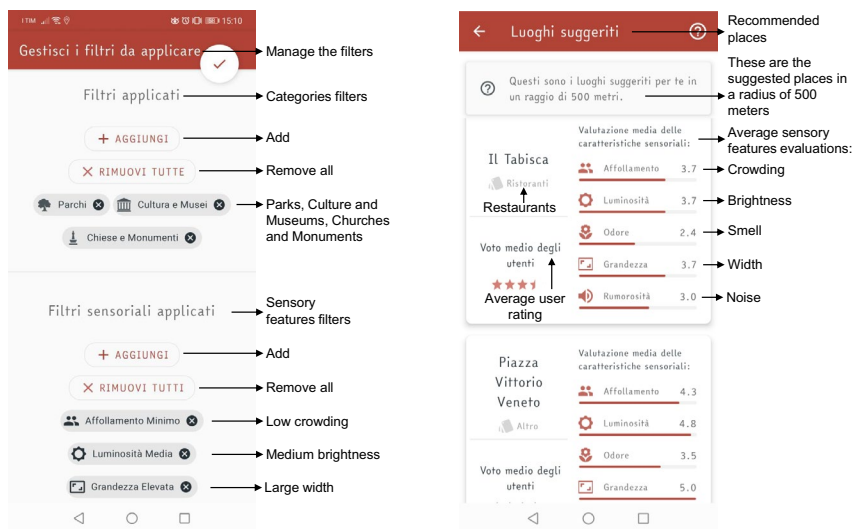 I TIM
15:10
Gestisci i filtri da applicare
Manage the filters
Filtri applicati
Categories filters
+ AGGIUNGI
Add
× RIMUOVI TUTTE
Remove all
Parchi
Cultura e Musei
Chiese e Monumenti
Parks, Culture and
Museums, Churches
and Monuments
Filtri sensoriali applicati
Sensory
features filters
+ AGGIUNGI
Add
× RIMUOVI TUTTI
Remove all
Affollamento Minimo
Low crowding
Luminosità Media
Medium brightness
Grandezza Elevata
Large width
Luoghi suggeriti
Recommended
places
Questi sono i luoghi suggeriti per te in
un raggio di 500 metri.
These are the
suggested places in
a radius of 500
meters
Il Tabisca
Ristoranti
Restaurants
Voto medio degli
utenti
Average user
rating
Valutazione media delle
caratteristiche sensoriali:
Average sensory
features evaluations:
Affollamento 3.7
Crowding
Luminosità 3.7
Brightness
Odore 2.4
Smell
Grandezza 3.7
Width
Rumorosità 3.0
Noise
Piazza
Vittorio
Veneto
Altro
Voto medio degli
utenti
Valutazione media delle
caratteristiche sensoriali:
Affollamento 4.3
Luminosità 4.8
Odore 3.5
Grandezza 5.0